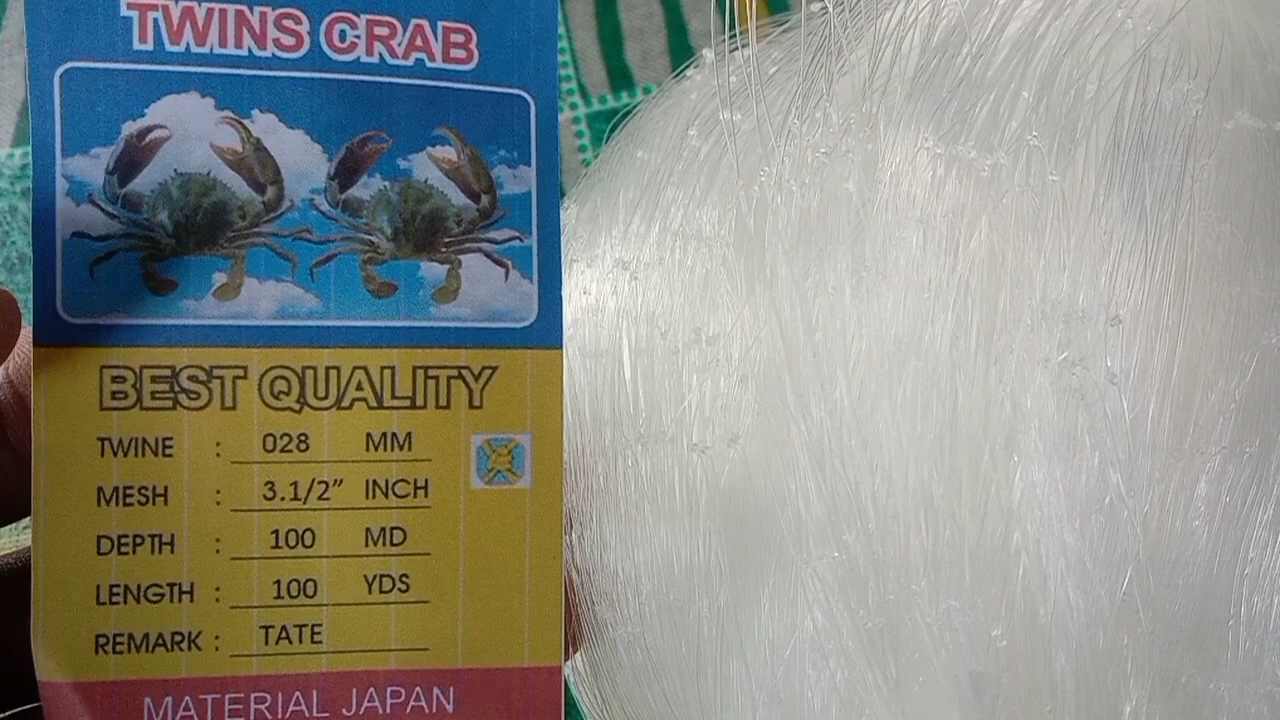 TWINS CRAB
BEST QUALITY
TWINE : 028 MM
MESH : 3.1/2” INCH
DEPTH : 100 MD
LENGTH : 100 YDS
REMARK : TATE
MATERIAL JAPAN